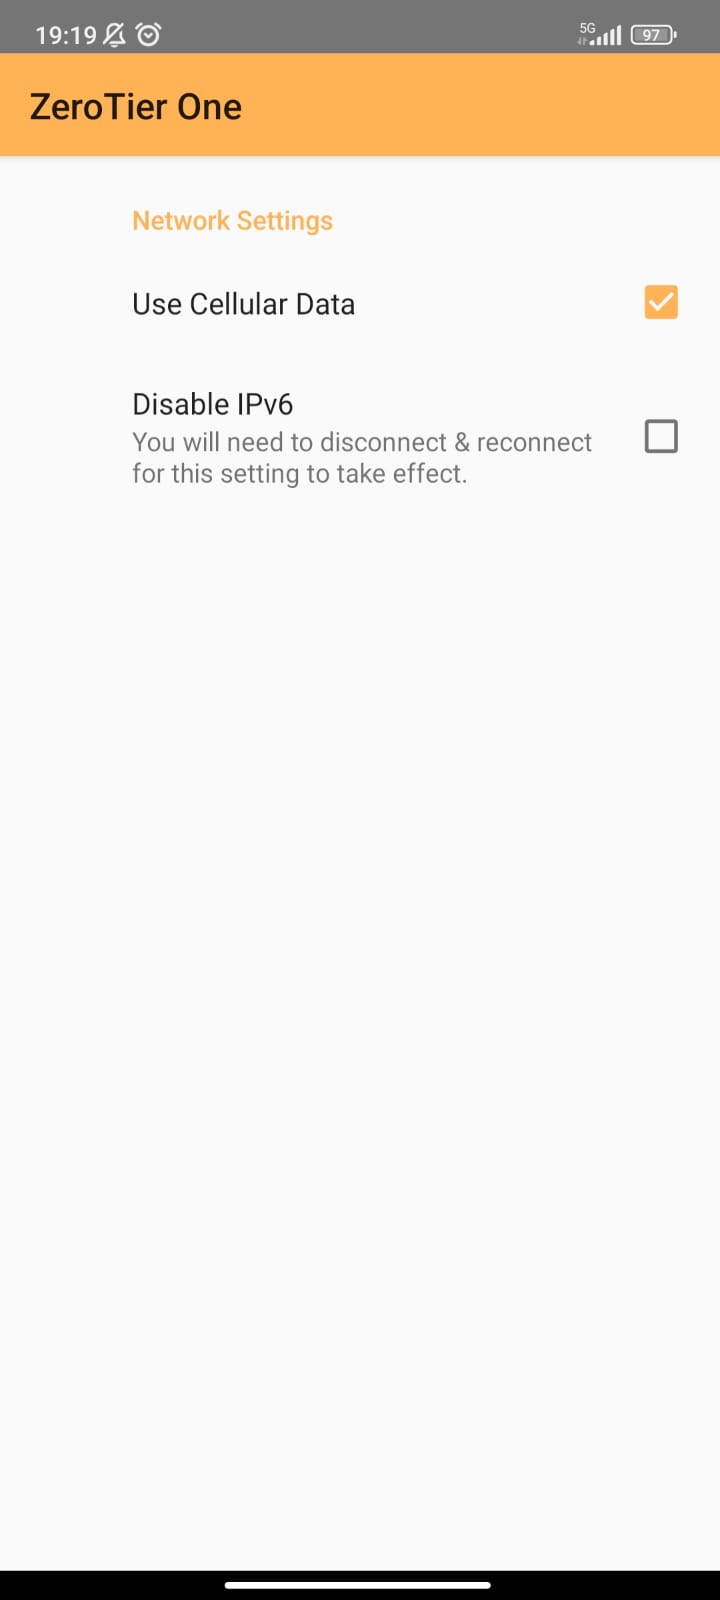 19:19
5G
97
ZeroTier One
Network Settings
Use Cellular Data
Disable IPv6
You will need to disconnect & reconnect
for this setting to take effect.